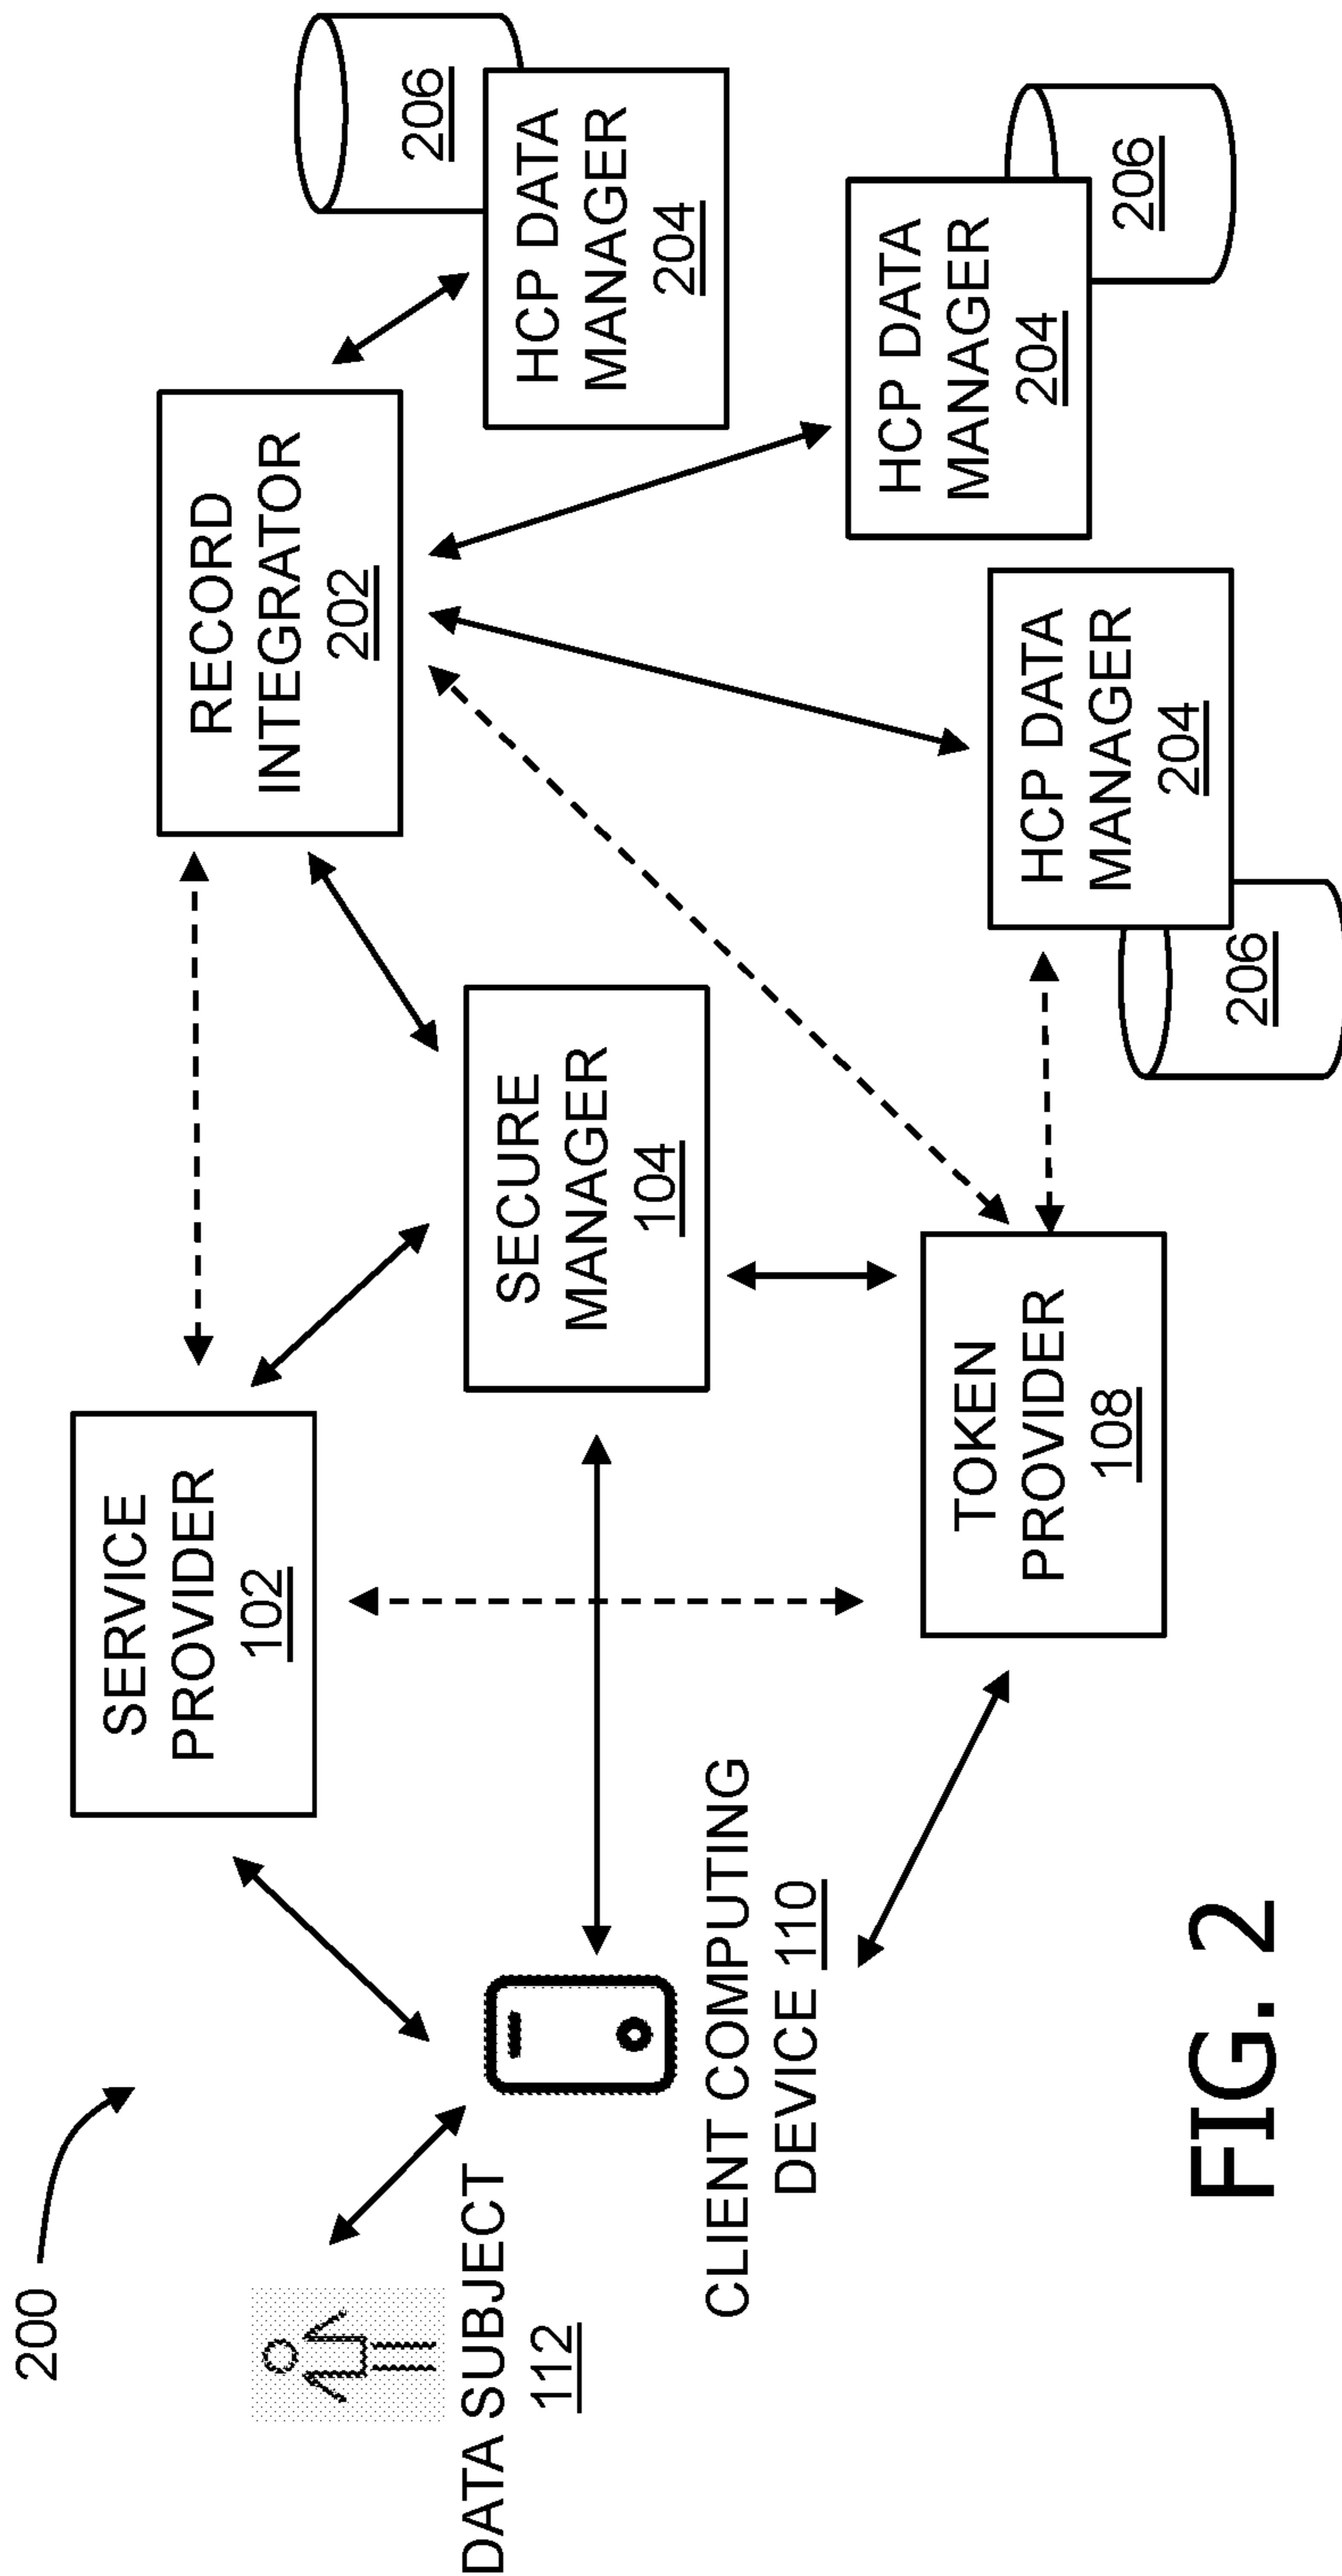 200
SERVICE
PROVIDER
102
RECORD
INTEGRATOR
202
206
HCP DATA
MANAGER
204
DATA SUBJECT
112
SECURE
MANAGER
104
CLIENT COMPUTING
DEVICE 110
TOKEN
PROVIDER
108
HCP DATA
MANAGER
204
206
HCP DATA
MANAGER
204
206
FIG. 2